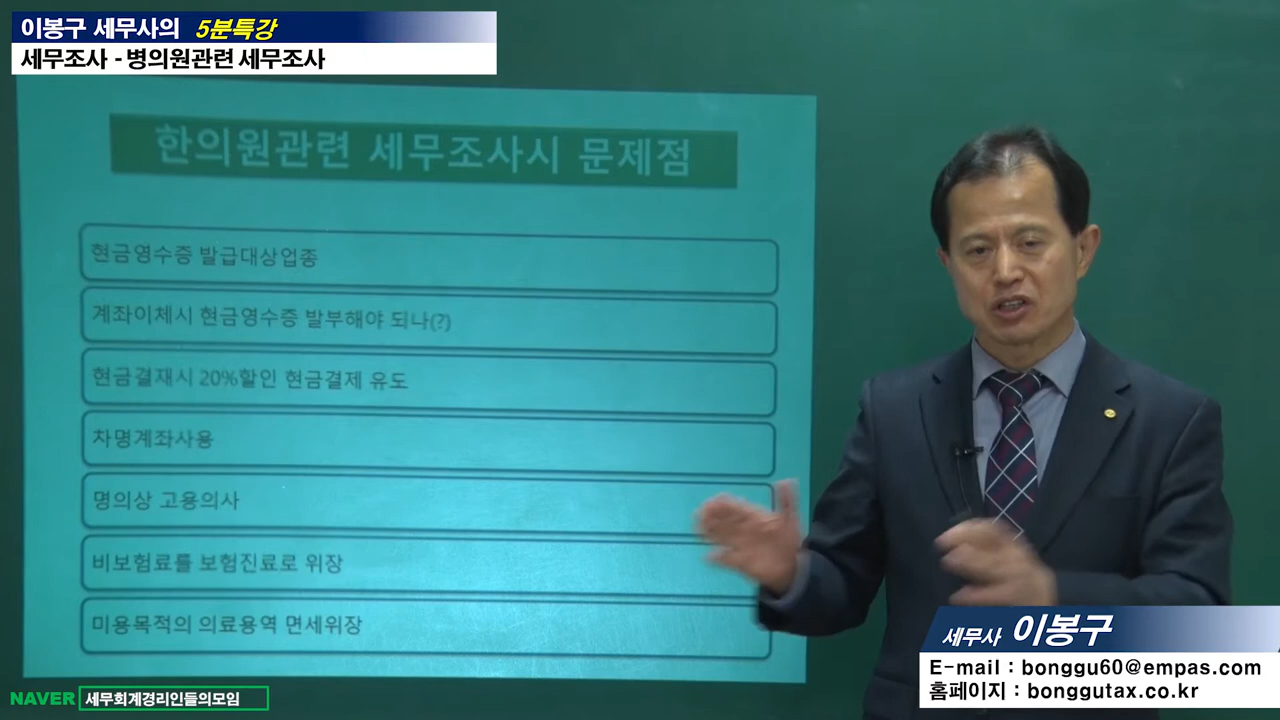 이봉구 세무사의 5분특강
세무조사 - 병의원관련 세무조사
한의원관련 세무조사시 문제점
현금영수증 발급대상업종
계좌이체시 현금영수증 발부해야 되나(?)
현금결재시 20%할인 현금결제 유도
차명계좌사용
명의상 고용의사
비보험료를 보험진료로 위장
미용목적의 의료용역 면세위장
세무사 이봉구
E-mail : bonggu60@empas.com
홈페이지 : bonggutax.co.kr
NAVER 세무회계경리인들의모임